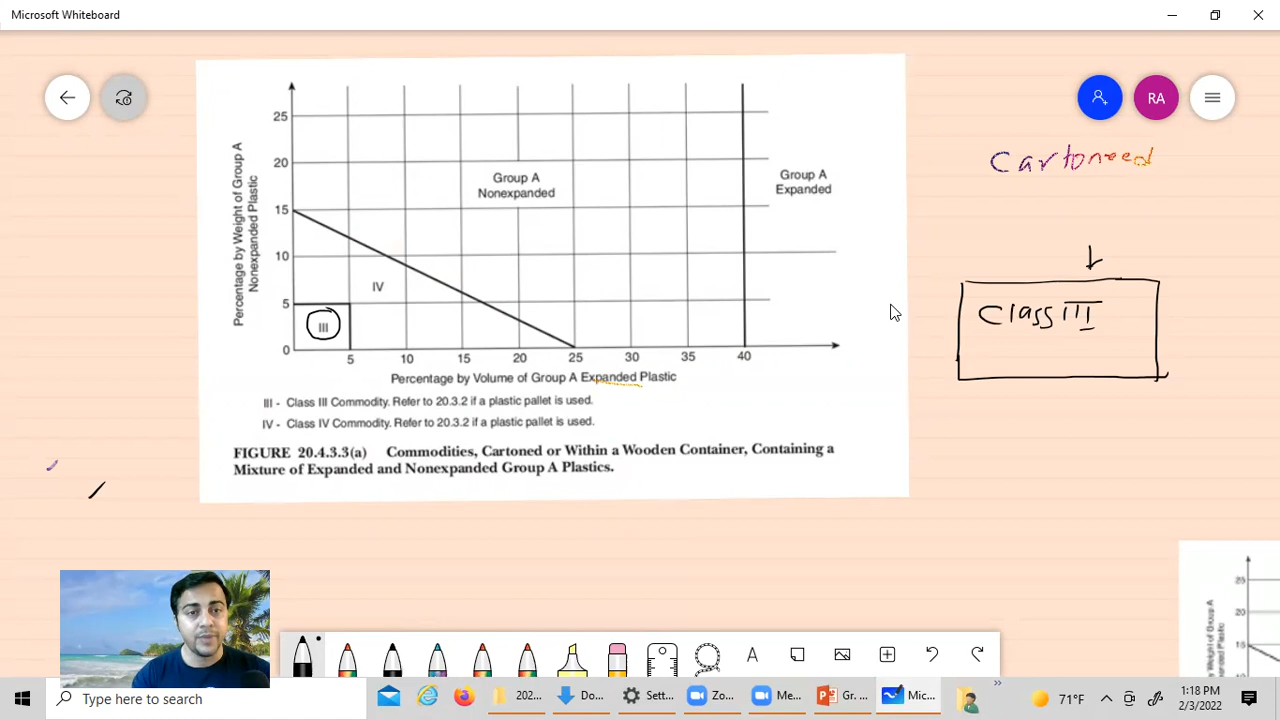 Microsoft Whiteboard
RA
Cartoneed
Percentage by Weight of Group A
Nonexpanded Plastic
25
20
15
10
5
0
Group A
Nonexpanded
Group A
Expanded
IV
III
5
10
15
20
25
30
35
40
Percentage by Volume of Group A Expanded Plastic
III - Class III Commodity. Refer to 20.3.2 if a plastic pallet is used.
IV - Class IV Commodity. Refer to 20.3.2 if a plastic pallet is used.
FIGURE 20.4.3.3(a) Commodities, Cartoned or Within a Wooden Container, Containing a
Mixture of Expanded and Nonexpanded Group A Plastics.
Class III
25
20
15
A
Type here to search
202...
Do...
Sett...
Zo...
Me...
Gr. ...
Mic...
71°F
1:18 PM
2/3/2022